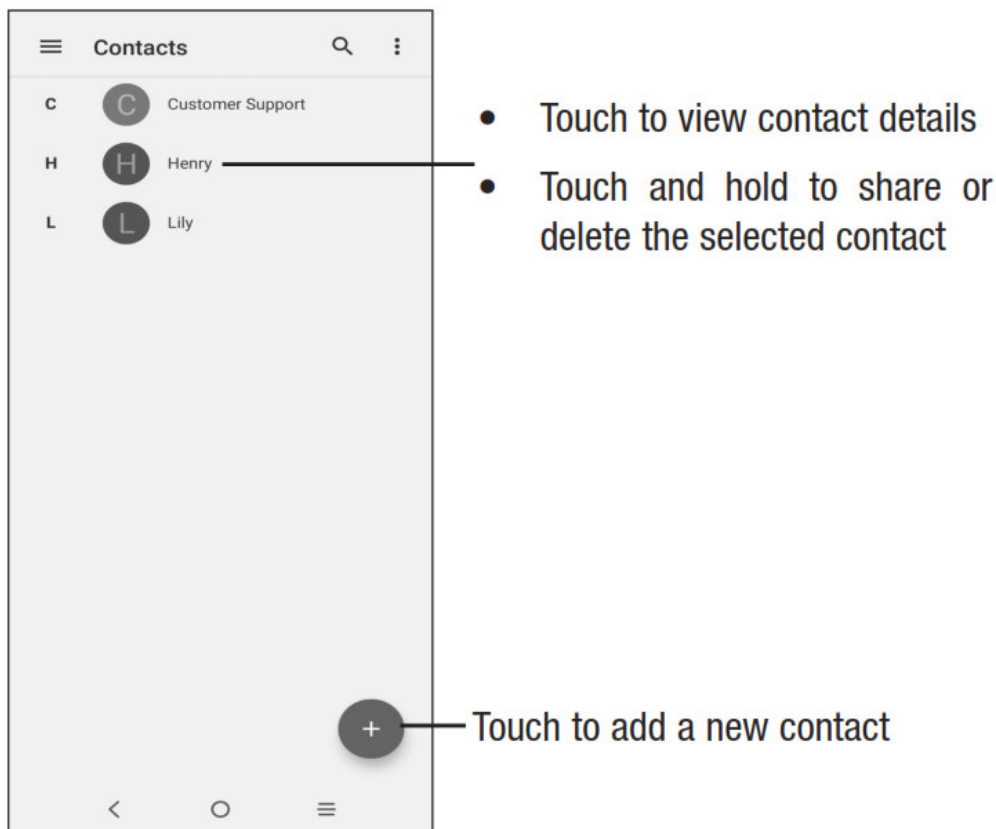 Contacts
C C Customer Support
H H Henry
L L Lily
• Touch to view contact details
• Touch and hold to share or
delete the selected contact
+ Touch to add a new contact